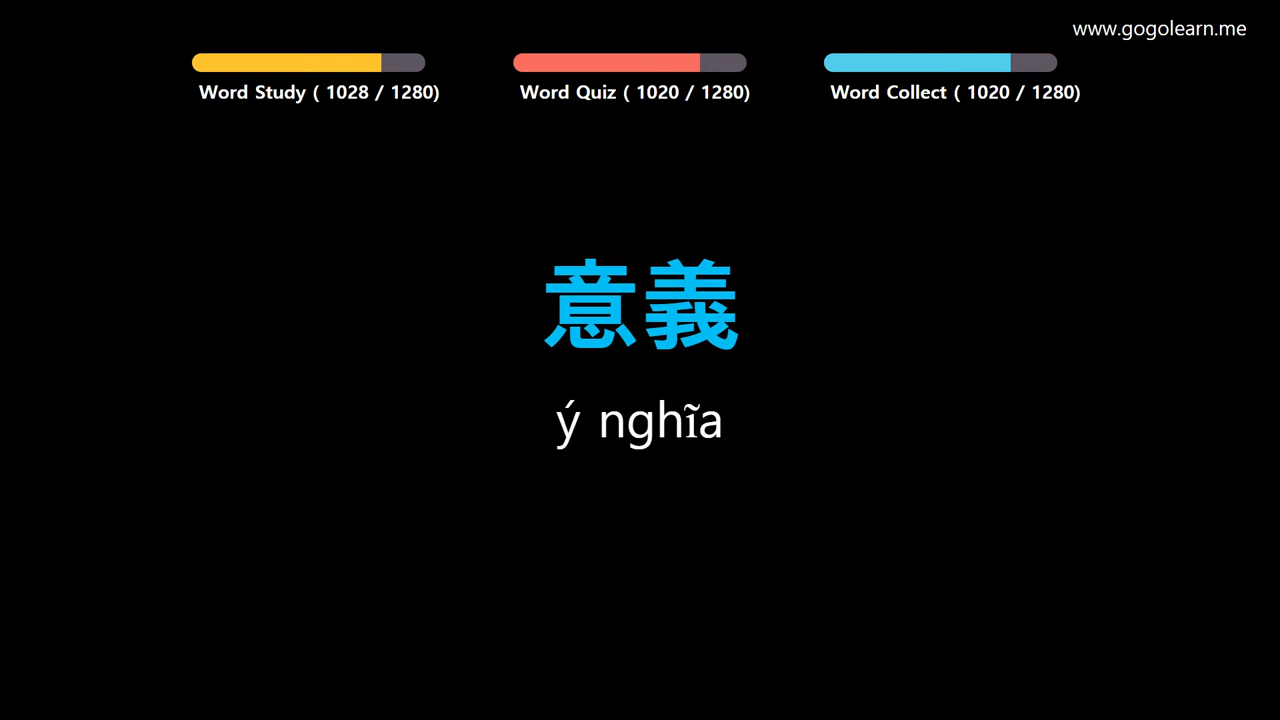 www.gogolearn.me
Word Study ( 1028 / 1280)
Word Quiz ( 1020 / 1280)
Word Collect ( 1020 / 1280)
意義
ý nghĩa